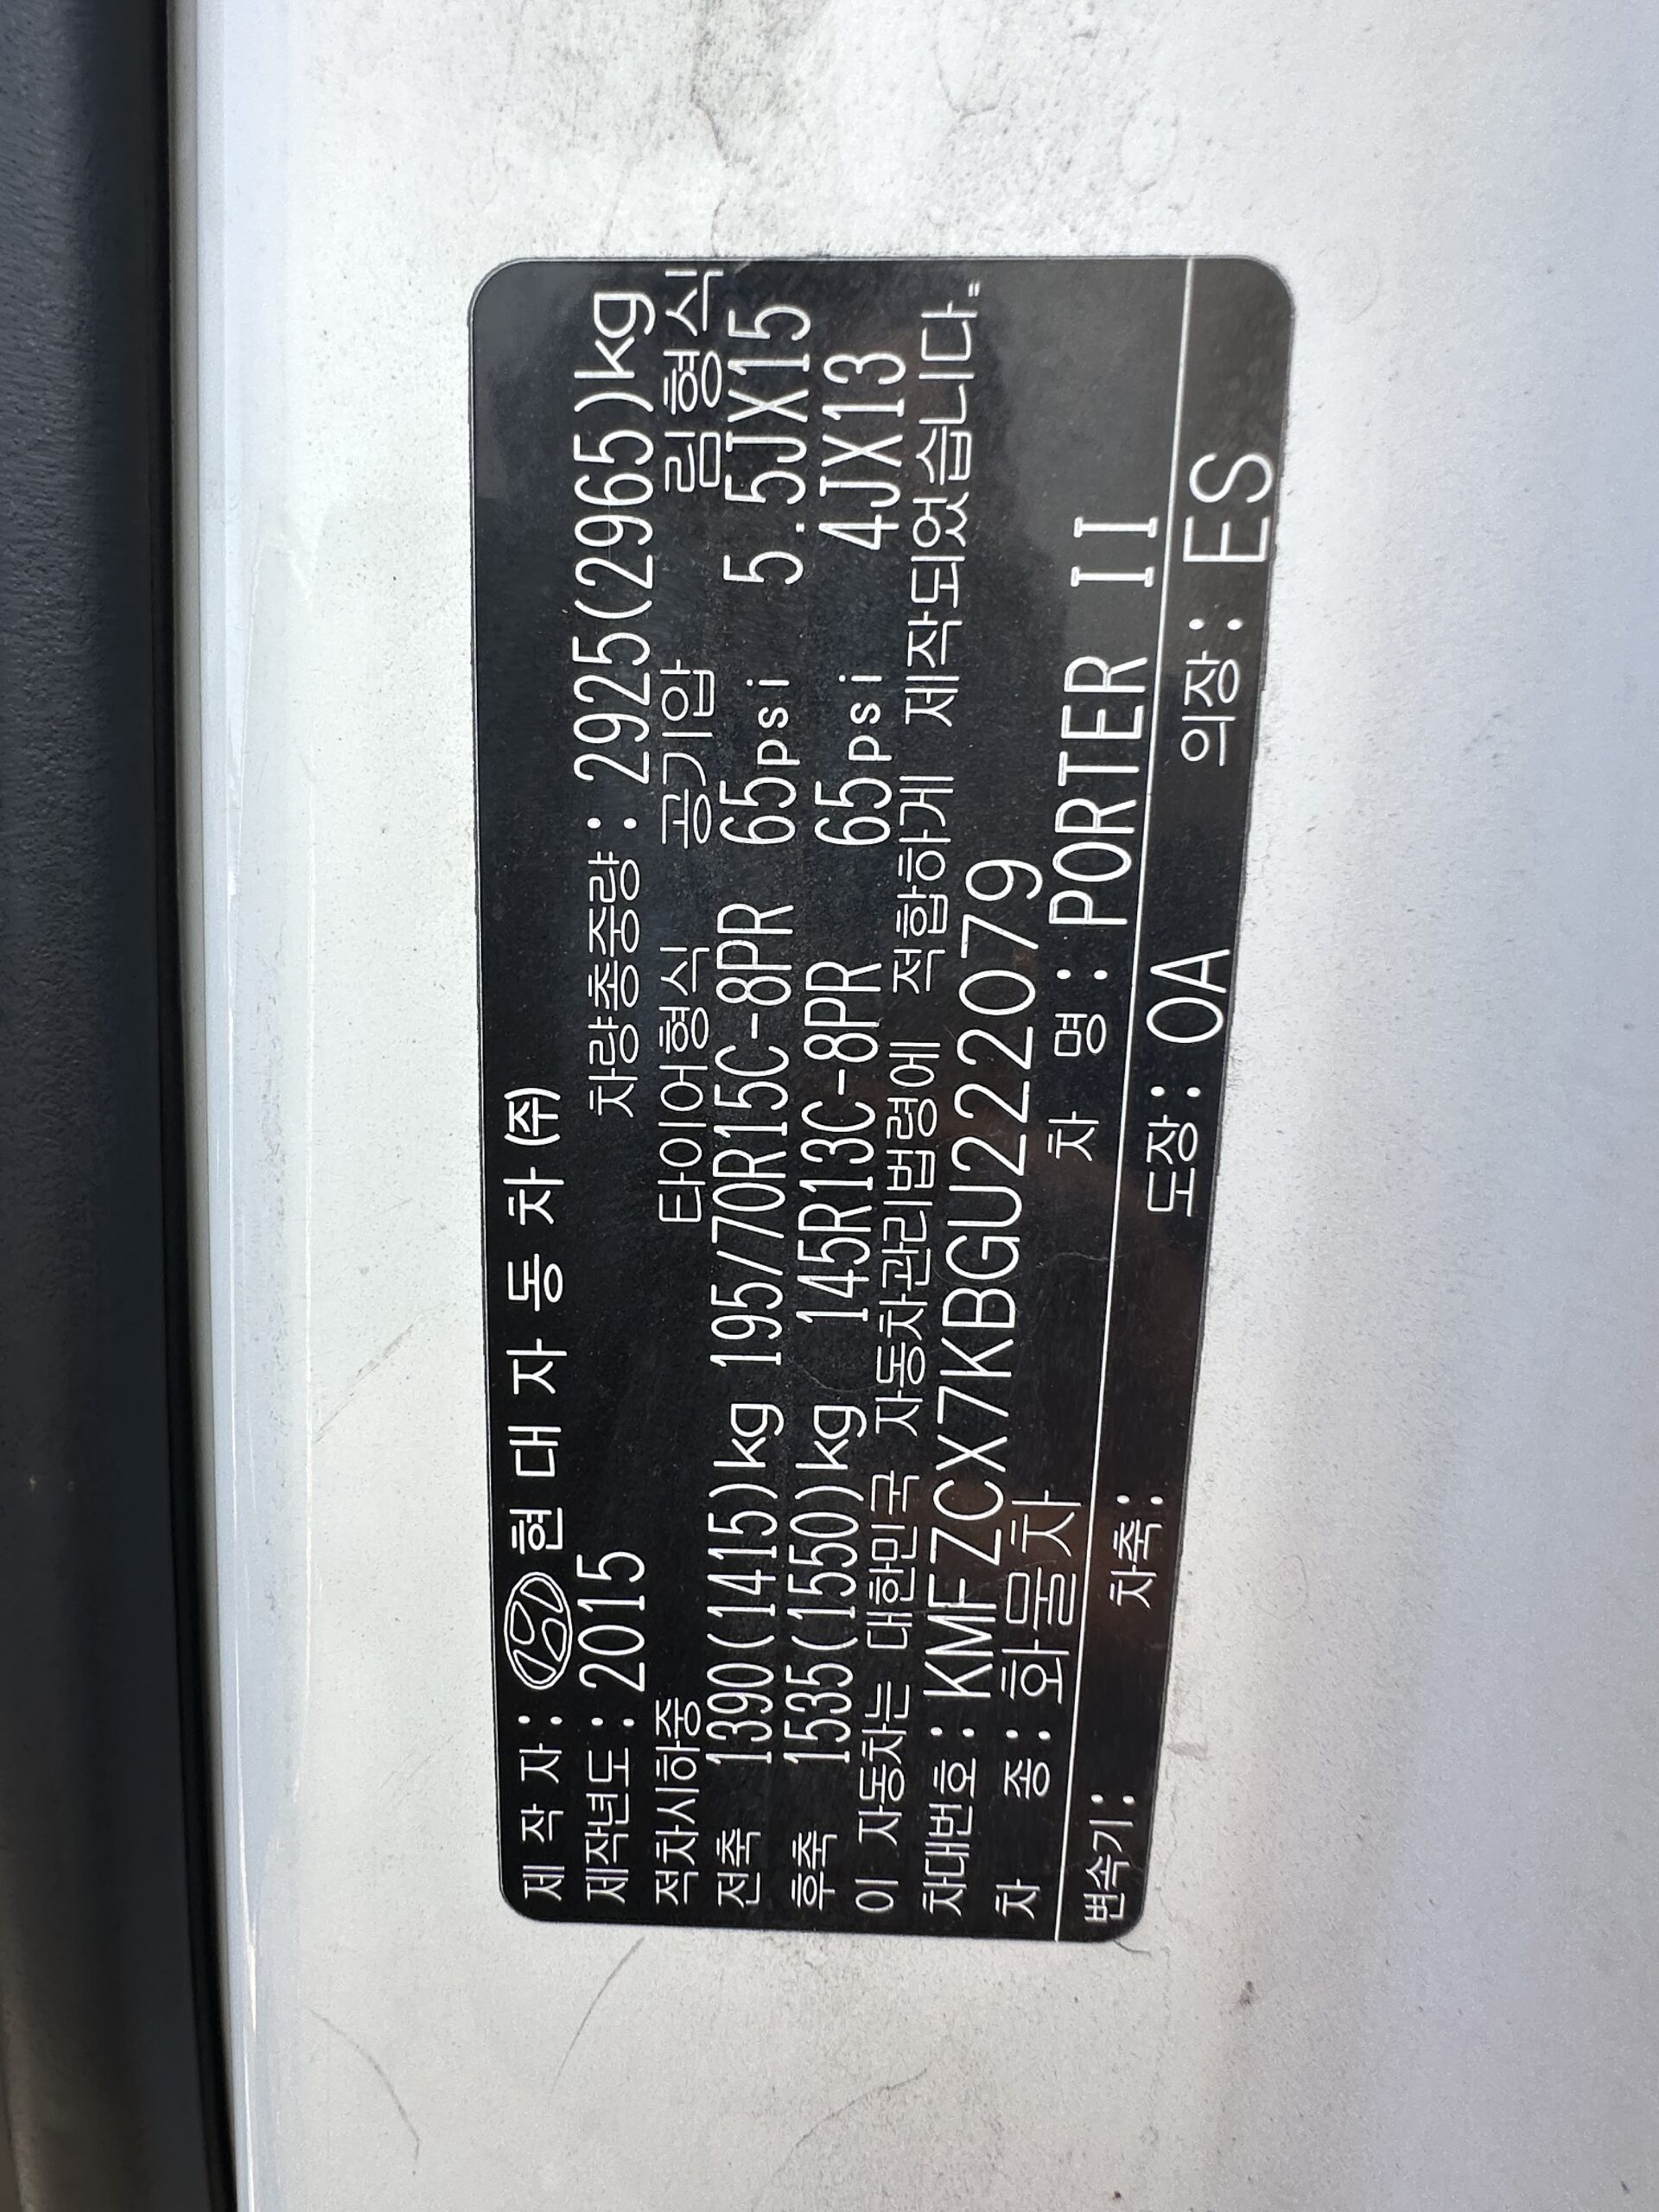 제 작 자: 현 대 자 동 차 (주)
제작년도: 2015 차량총중량: 2925(2965)kg
적차시하중 타이어형식 공기압 림형식
전축 1390(1415)kg 195/70R15C-8PR 65psi 5.5JX15
후축 1535(1550)kg 145R13C-8PR 65psi 4JX13
이 자동차는 대한민국 자동차관리법령에 적합하게 제작되었습니다.
차대번호: KMFZCX7KBGU222079
차 종: 화물차 차 명: PORTER II
변속기: 차축: 도장: OA 의장: ES